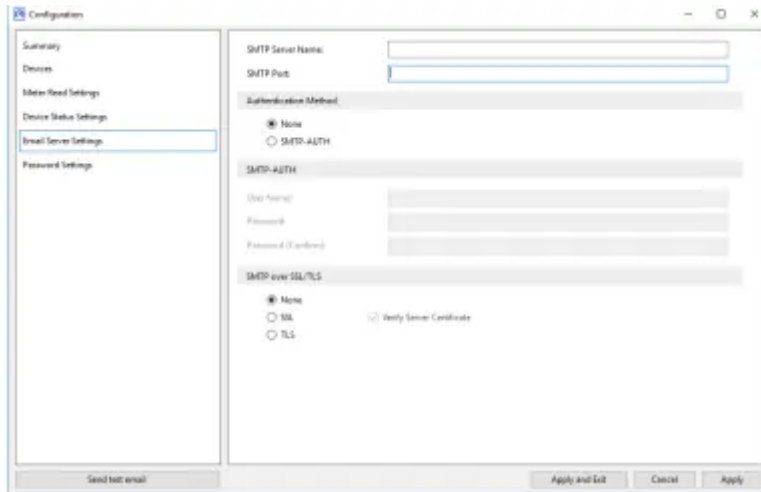 Configuration
Summary
Devices
Meter Read Settings
Device Status Settings
Email Server Settings
Password Settings
SMTP Server Name:
SMTP Port:
Authentication Method
None
SMTP-AUTH
SMTP-AUTH
User Name:
Password:
Password (Confirm):
SMTP over SSL/TLS
None
SSL
Verify Server Certificate
TLS
Send test email
Apply and Exit
Cancel
Apply